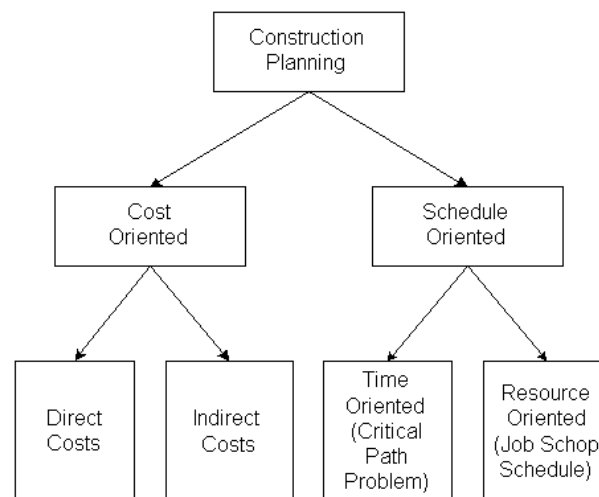 Construction
Planning
Cost
Oriented
Schedule
Oriented
Direct
Costs
Indirect
Costs
Time
Oriented
(Critical
Path
Problem)
Resource
Oriented
(Job Schop
Schedule)